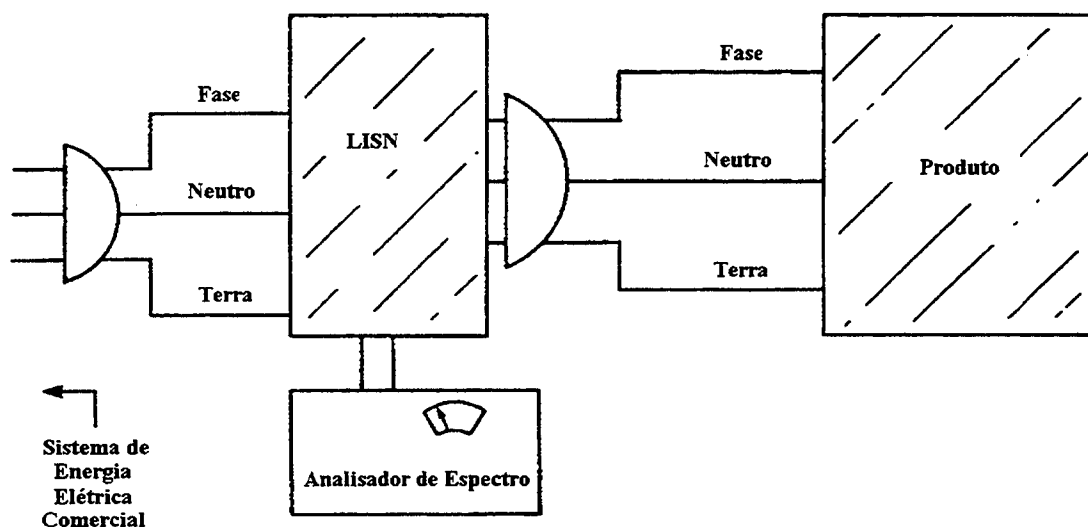 Fase
LISN
Neutro
Terra
Fase
Neutro
Terra
Produto
Analisador de Espectro
Sistema de
Energia
Elétrica
Comercial